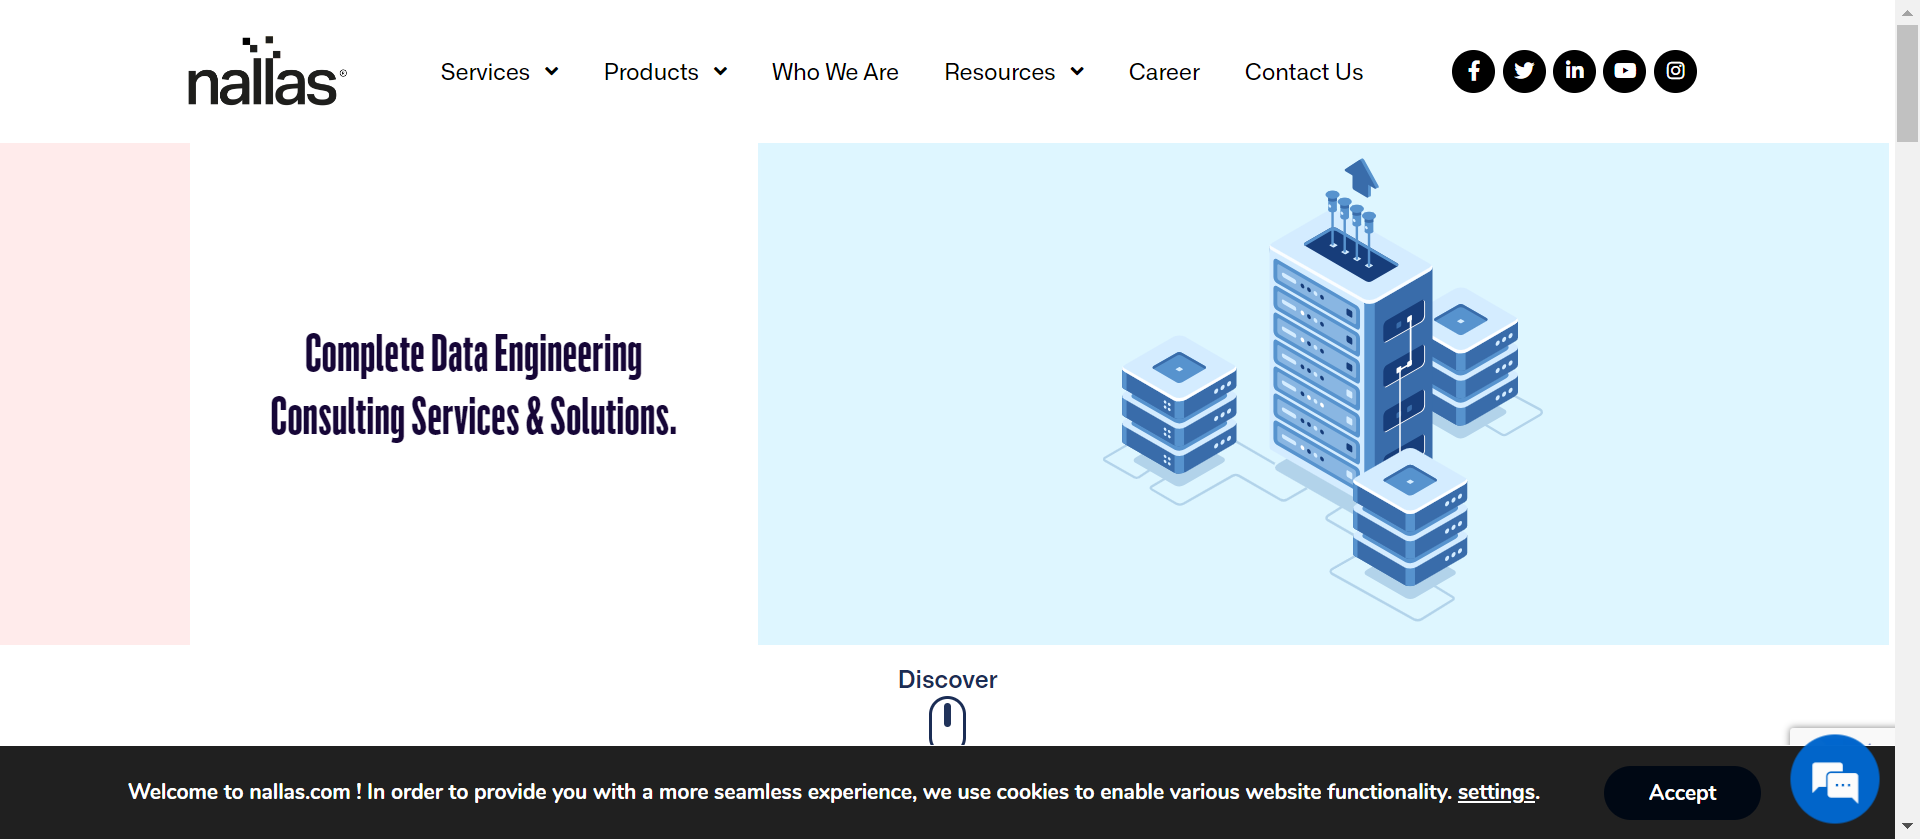 nallas
Services
Products
Who We Are
Resources
Career
Contact Us
Complete Data Engineering
Consulting Services & Solutions.
Discover
Welcome to nallas.com ! In order to provide you with a more seamless experience, we use cookies to enable various website functionality. settings.
Accept